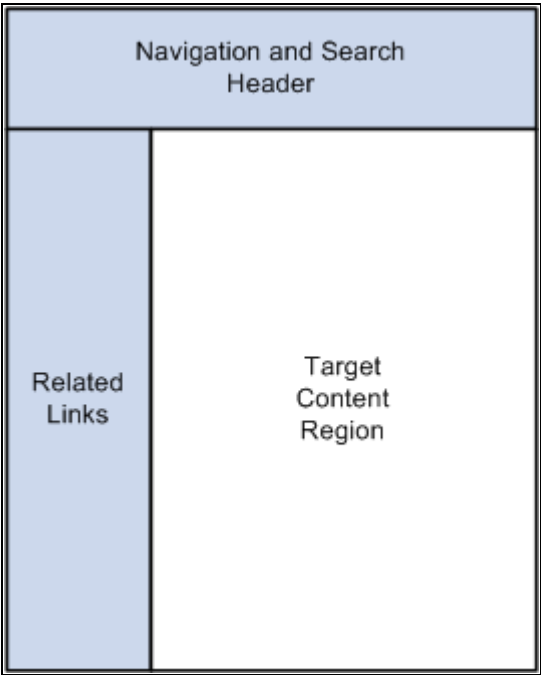 Navigation and Search
Header
Related
Links
Target
Content
Region